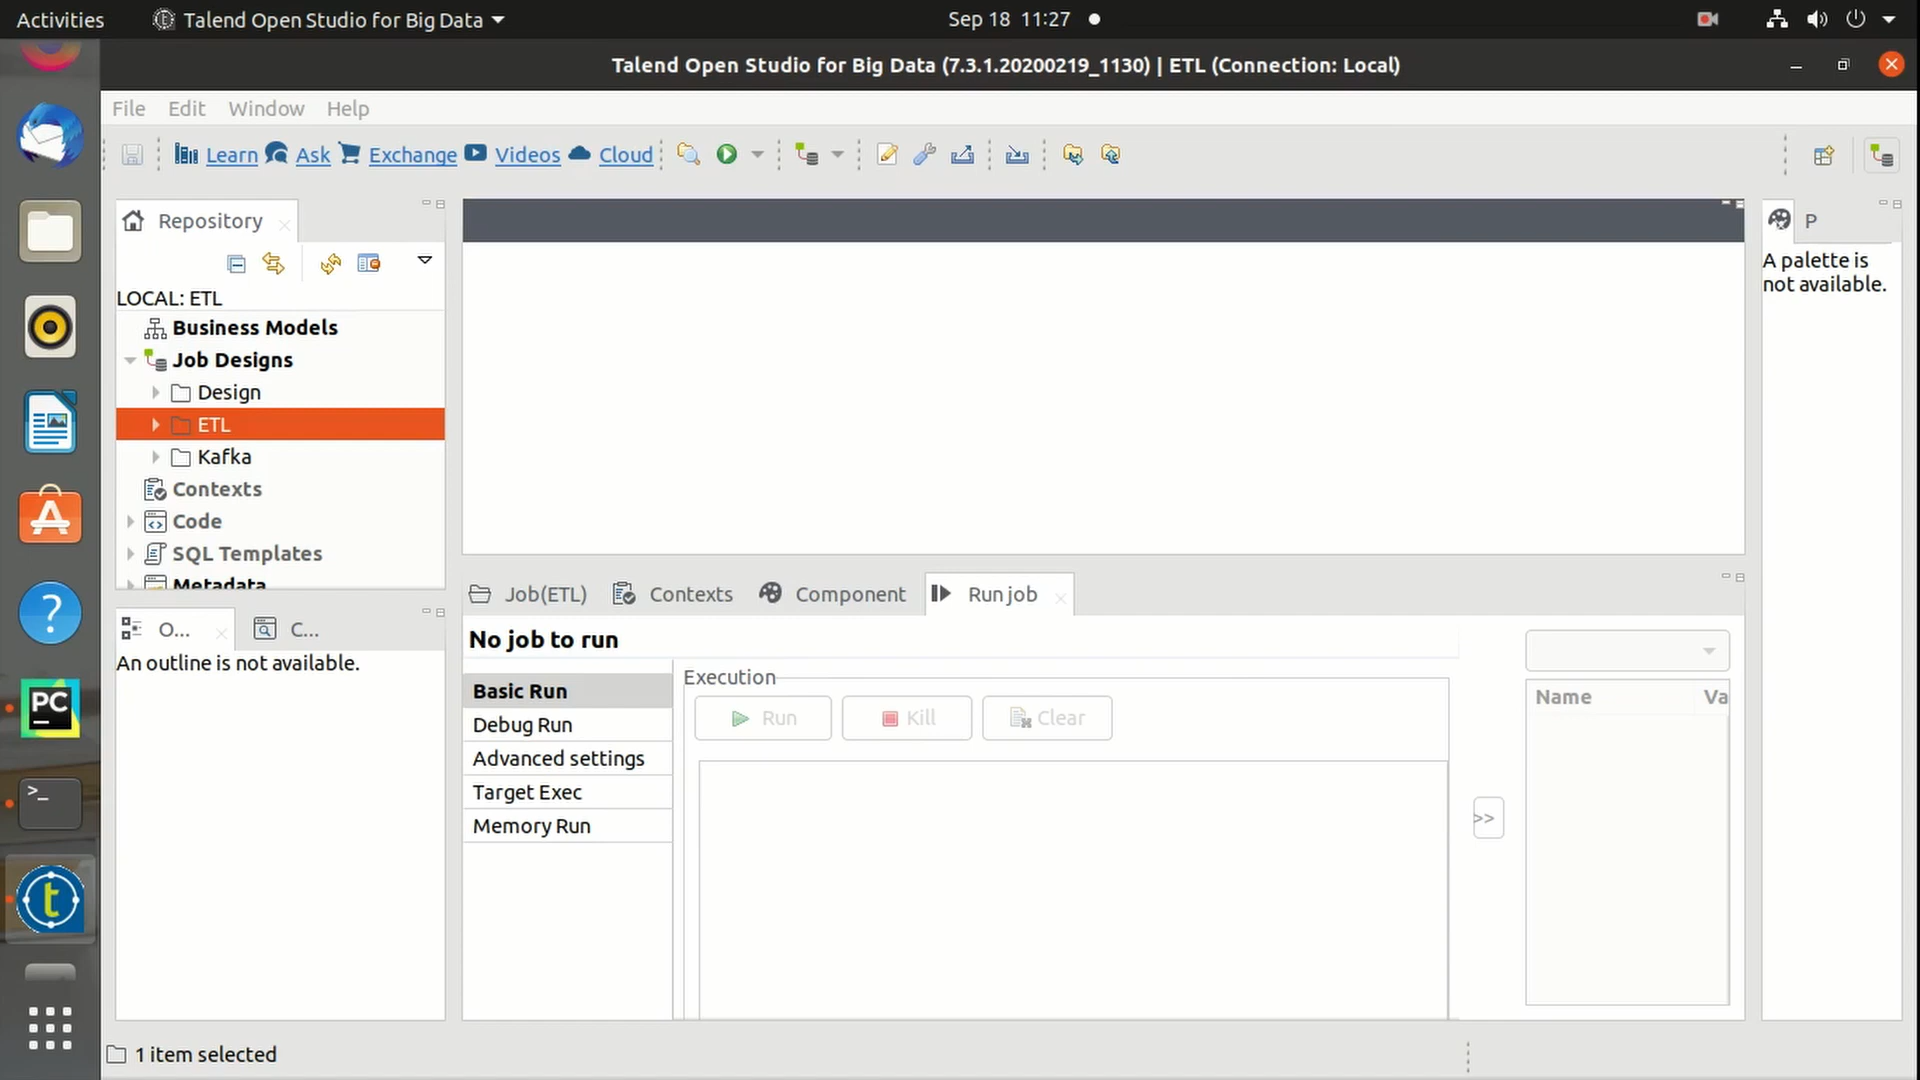 Activities
Talend Open Studio for Big Data
Sep 18 11:27
Talend Open Studio for Big Data (7.3.1.20200219_1130) | ETL (Connection: Local)
File Edit Window Help
Learn Ask Exchange Videos Cloud
Repository
LOCAL: ETL
Business Models
Job Designs
Design
ETL
Kafka
Contexts
Code
SQL Templates
Metadata
O... C...
An outline is not available.
P
A palette is
not available.
Job(ETL) Contexts Component Run job
No job to run
Basic Run
Debug Run
Advanced settings
Target Exec
Memory Run
Execution
Run Kill Clear
>>
Name Va
PC
>_
?
t
1 item selected